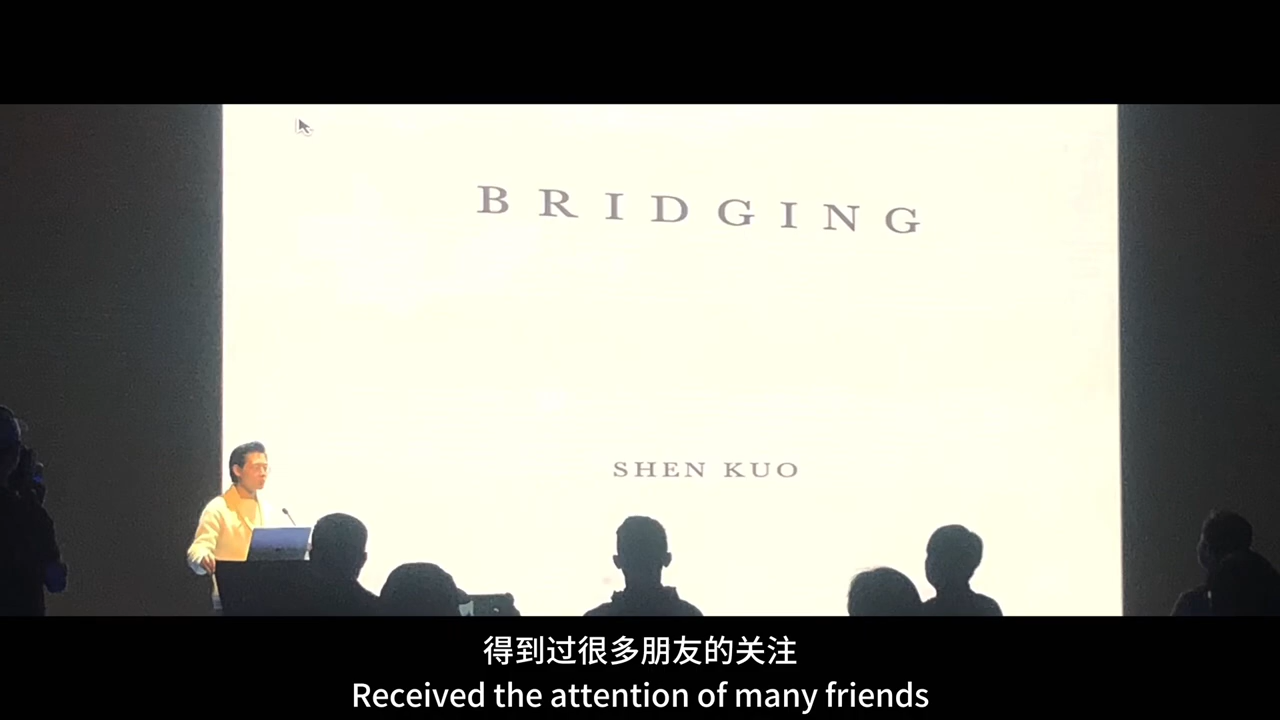 BRIDGING
SHEN KUO
得到过很多朋友的关注
Received the attention of many friends